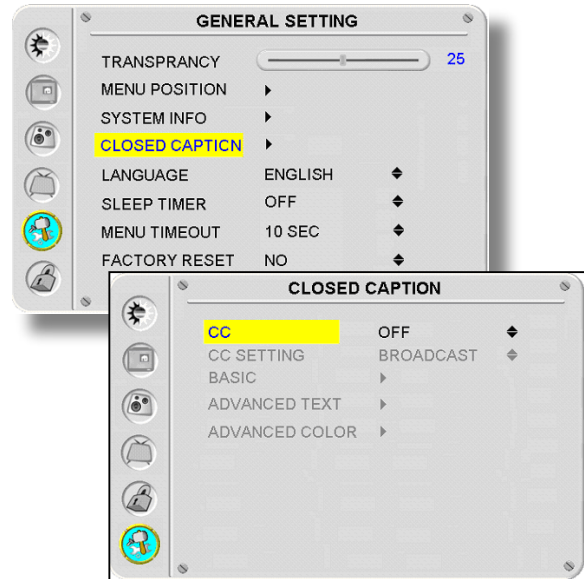 GENERAL SETTING
TRANSPRANCY 25
MENU POSITION
SYSTEM INFO
CLOSED CAPTICN
LANGUAGE ENGLISH
SLEEP TIMER OFF
MENU TIMEOUT 10 SEC
FACTORY RESET NO
CLOSED CAPTION
CC OFF
CC SETTING BROADCAST
BASIC
ADVANCED TEXT
ADVANCED COLOR